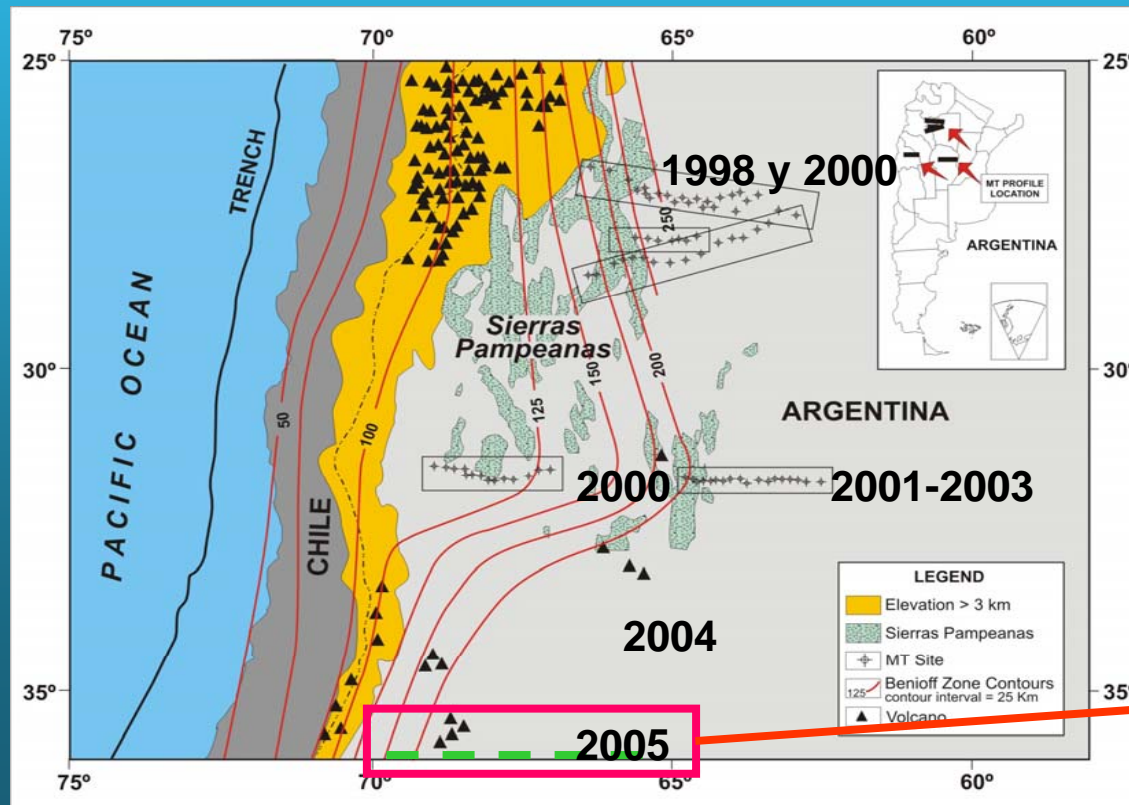 75º 70º 65º 60º
25º 25º
TRENCH
PACIFIC OCEAN
CHILE
1998 y 2000
250
MT PROFILE
LOCATION
ARGENTINA
Sierras
Pampeanas
30º 30º
50
100
125
150
200
ARGENTINA
2000
2001-2003
2004
2005
LEGEND
Elevation > 3 km
Sierras Pampeanas
MT Site
125 Benioff Zone Contours
contour interval = 25 Km
Volcano
35º 35º
75º 70º 65º 60º